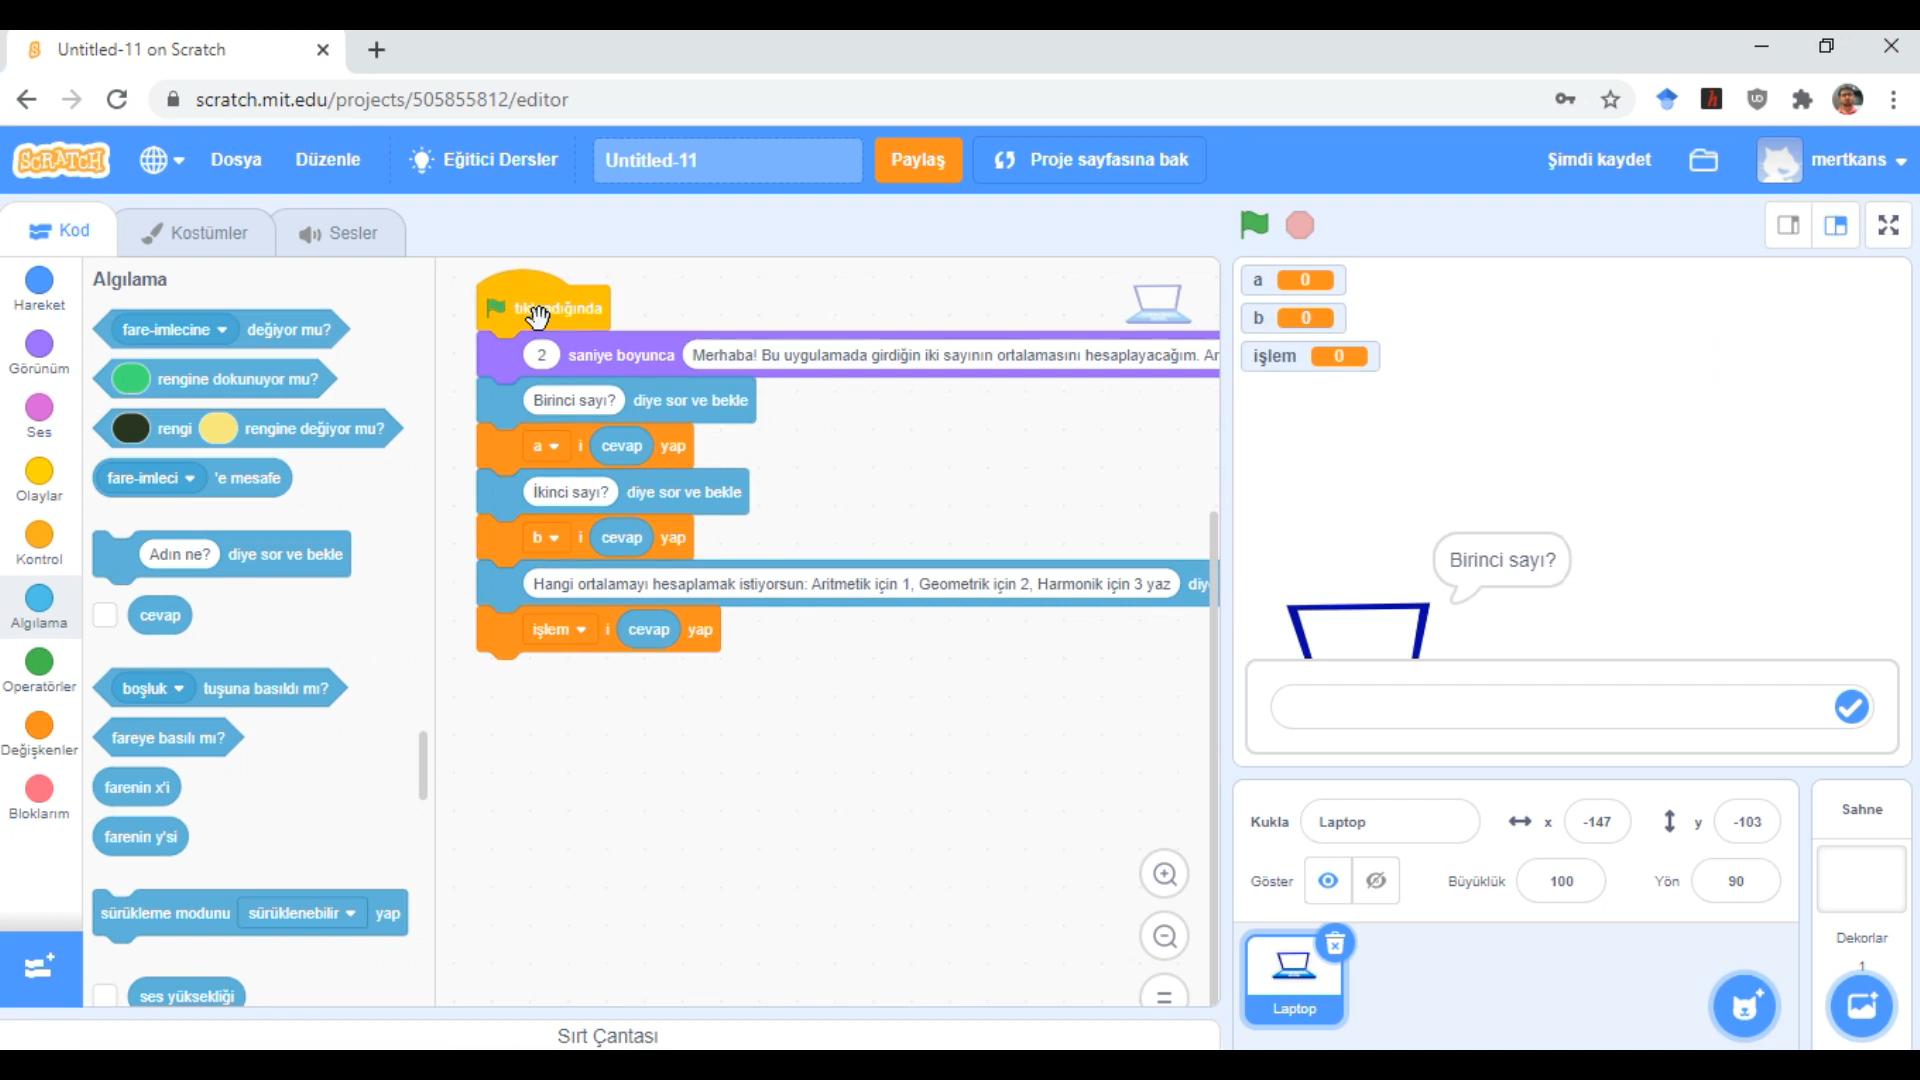 Untitled-11 on Scratch
scratch.mit.edu/projects/505855812/editor
SCRATCH
Dosya
Düzenle
Eğitici Dersler
Untitled-11
Paylaş
Proje sayfasına bak
Şimdi kaydet
mertkans
Kod
Kostümler
Sesler
Hareket
Görünüm
Ses
Olaylar
Kontrol
Algılama
Operatörler
Değişkenler
Bloklarım
Algılama
fare-imlecine değiyor mu?
rengine dokunuyor mu?
rengi rengine değiyor mu?
fare-imleci 'e mesafe
Adın ne? diye sor ve bekle
cevap
boşluk tuşuna basıldı mı?
fareye basılı mı?
farenin x'i
farenin y'si
sürükleme modunu sürüklenebilir yap
ses yüksekliği
2 saniye boyunca Merhaba! Bu uygulamada girdiğin iki sayının ortalamasını hesaplayacağım. Ar
Birinci sayı? diye sor ve bekle
a i cevap yap
İkinci sayı? diye sor ve bekle
b i cevap yap
Hangi ortalamayı hesaplamak istiyorsun: Aritmetik için 1, Geometrik için 2, Harmonik için 3 yaz diy
işlem i cevap yap
Sırt Çantası
a 0
b 0
işlem 0
Birinci sayı?
Kukla Laptop x -147 y -103
Göster Büyüklük 100 Yön 90
Laptop
Sahne
Dekorlar
1